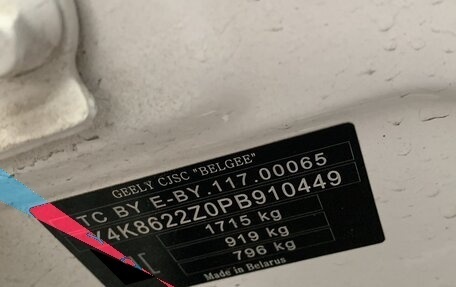 GEELY CJSC "BELGEE"
TC BY E-BY.117.00065
Y4K8622Z0PB910449
1715 kg
919 kg
796 kg
Made in Belarus